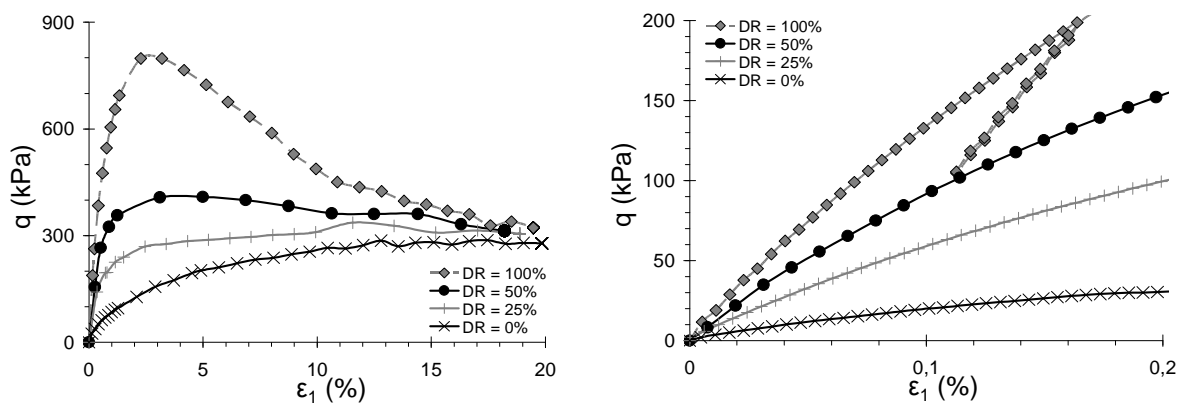 900
600
300
0
q (kPa)
0 5 10 15 20
ε1 (%)
DR = 100%
DR = 50%
DR = 25%
DR = 0%
200
150
100
50
0
q (kPa)
0 0,1 0,2
ε1 (%)
DR = 100%
DR = 50%
DR = 25%
DR = 0%